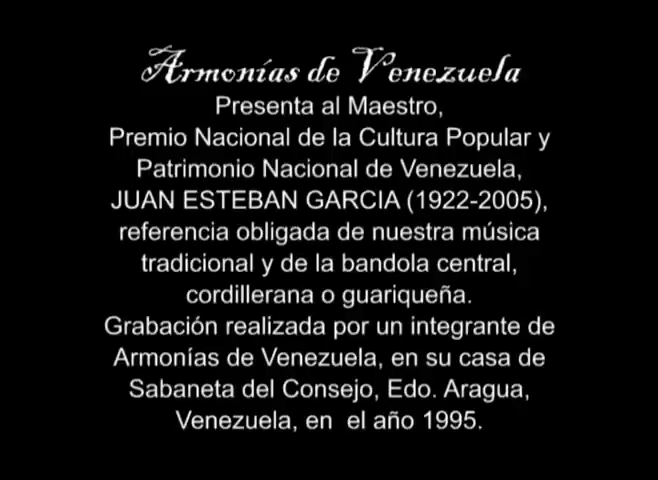 Armonías de Venezuela
Presenta al Maestro,
Premio Nacional de la Cultura Popular y
Patrimonio Nacional de Venezuela,
JUAN ESTEBAN GARCIA (1922-2005),
referencia obligada de nuestra música
tradicional y de la bandola central,
cordillerana o guariqueña.
Grabación realizada por un integrante de
Armonías de Venezuela, en su casa de
Sabaneta del Consejo, Edo. Aragua,
Venezuela, en  el año 1995.